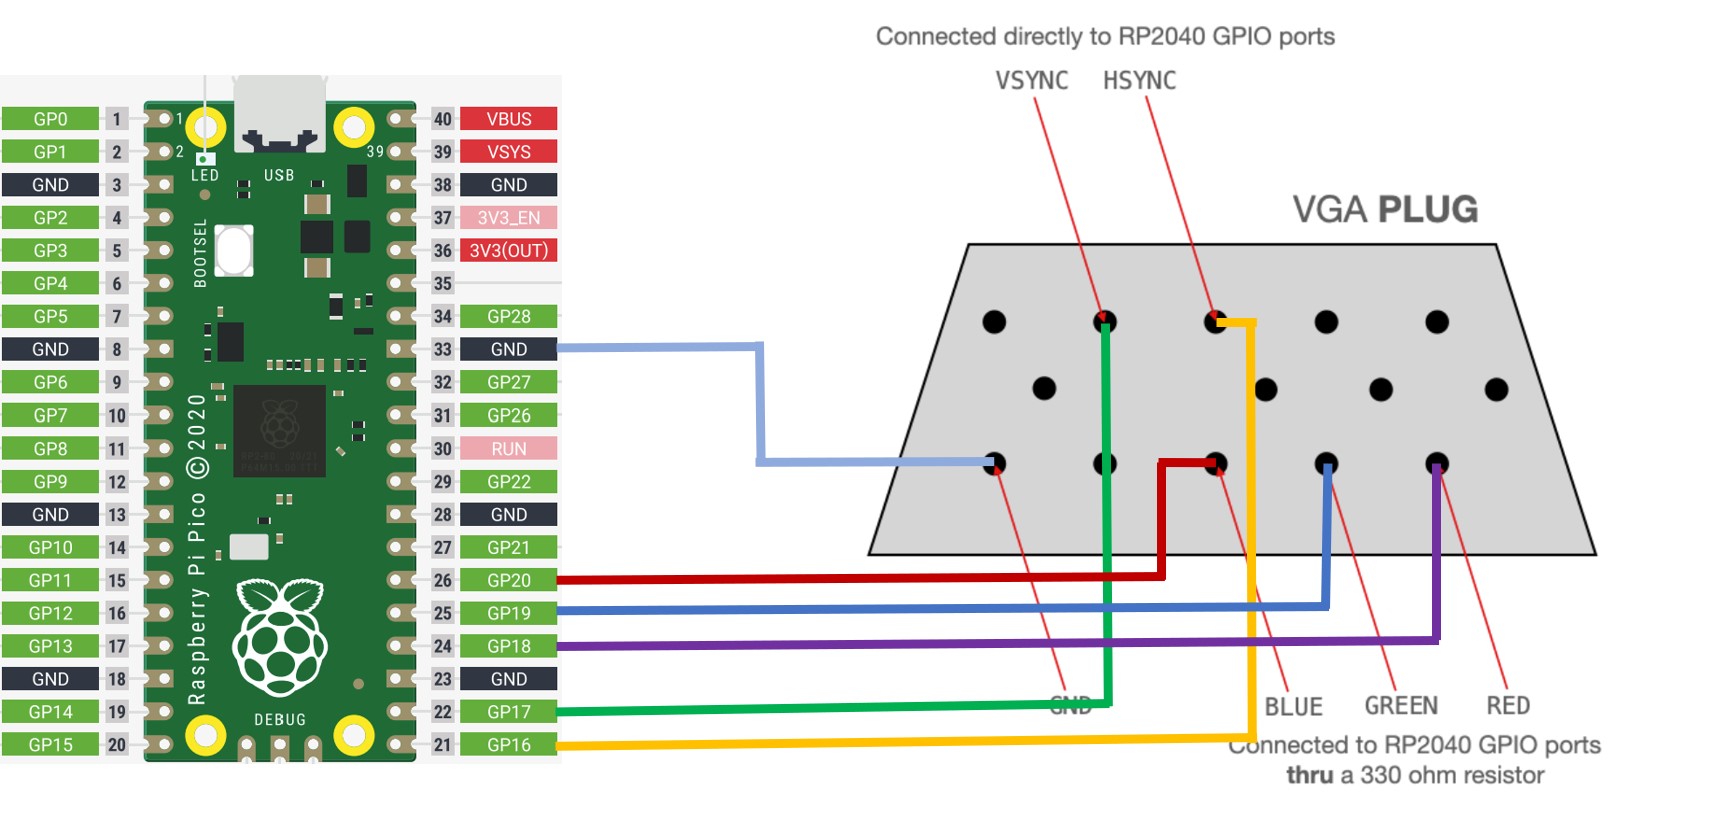 Connected directly to RP2040 GPIO ports
VSYNC HSYNC
VGA PLUG
GP0 1 1 40 VBUS
GP1 2 2 39 39 VSYS
GND 3 LED USB 38 GND
GP2 4 37 3V3_EN
GP3 5 BOOTSEL 36 3V3(OUT)
GP4 6 35
GP5 7 34 GP28
GND 8 33 GND
GP6 9 32 GP27
GP7 10 31 GP26
GP8 11 30 RUN
GP9 12 29 GP22
GND 13 28 GND
GP10 14 27 GP21
GP11 15 26 GP20
GP12 16 25 GP19
GP13 17 24 GP18
GND 18 23 GND
GP14 19 22 GP17
GP15 20 21 GP16
Raspberry Pi Pico © 2020
DEBUG
GND BLUE GREEN RED
Connected to RP2040 GPIO ports
thru a 330 ohm resistor